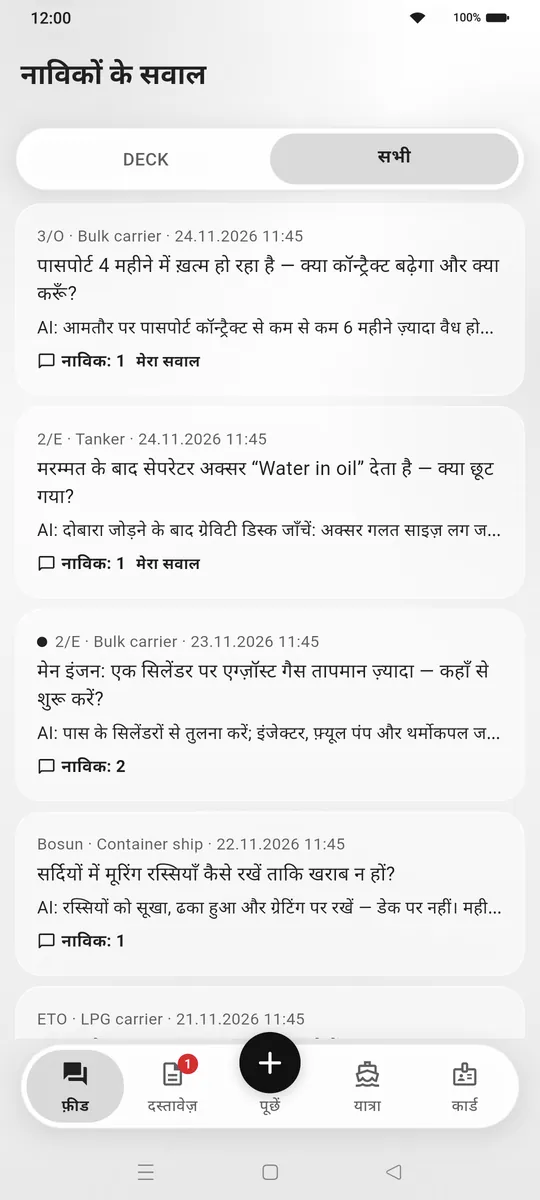 12:00
100%
नाविकों के सवाल
DECK
सभी
3/O · Bulk carrier · 24.11.2026 11:45
पासपोर्ट 4 महीने में ख़त्म हो रहा है — क्या कॉन्ट्रैक्ट बढ़ेगा और क्या
करूँ?
AI: आमतौर पर पासपोर्ट कॉन्ट्रैक्ट से कम से कम 6 महीने ज़्यादा वैध हो...
नाविक: 1 मेरा सवाल
2/E · Tanker · 24.11.2026 11:45
मरम्मत के बाद सेपरेटर अक्सर “Water in oil” देता है — क्या छूट
गया?
AI: दोबारा जोड़ने के बाद ग्रेविटी डिस्क जाँचें: अक्सर गलत साइज़ लग ज...
नाविक: 1 मेरा सवाल
2/E · Bulk carrier · 23.11.2026 11:45
मेन इंजन: एक सिलेंडर पर एग्ज़ॉस्ट गैस तापमान ज़्यादा — कहाँ से
शुरू करें?
AI: पास के सिलेंडरों से तुलना करें; इंजेक्टर, फ़्यूल पंप और थर्मोकपल ज...
नाविक: 2
Bosun · Container ship · 22.11.2026 11:45
सर्दियों में मूरिंग रस्सियाँ कैसे रखें ताकि खराब न हों?
AI: रस्सियों को सूखा, ढका हुआ और ग्रेटिंग पर रखें — डेक पर नहीं। मही...
नाविक: 1
ETO · LPG carrier · 21.11.2026 11:45
1
फ़ीड
दस्तावेज़
पूछें
यात्रा
कार्ड